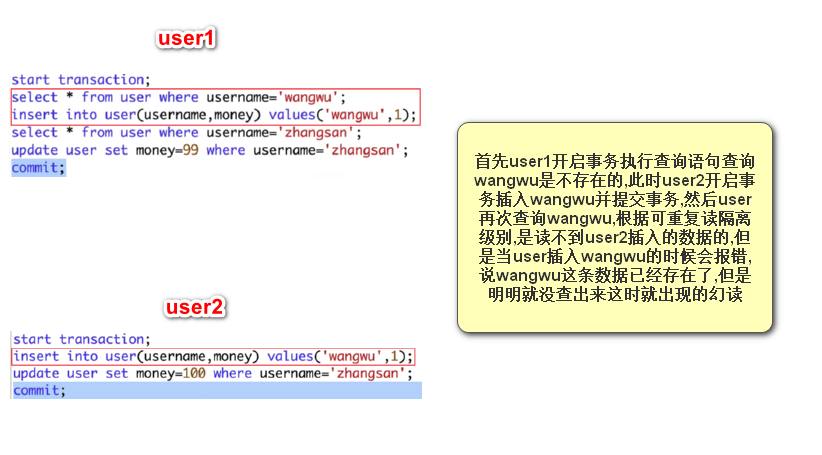 user1
start transaction;
select * from user where username='wangwu';
insert into user(username,money) values('wangwu',1);
select * from user where username='zhangsan';
update user set money=99 where username='zhangsan';
commit;
首先user1开启事务执行查询语句查询
wangwu是不存在的,此时user2开启事
务插入wangwu并提交事务,然后user
再次查询wangwu,根据可重复读隔离
级别,是读不到user2插入的数据的,但
是当user插入wangwu的时候会报错,
说wangwu这条数据已经存在了,但是
明明就没查出来这时就出现的幻读
user2
start transaction;
insert into user(username,money) values('wangwu',1);
update user set money=100 where username='zhangsan';
commit;